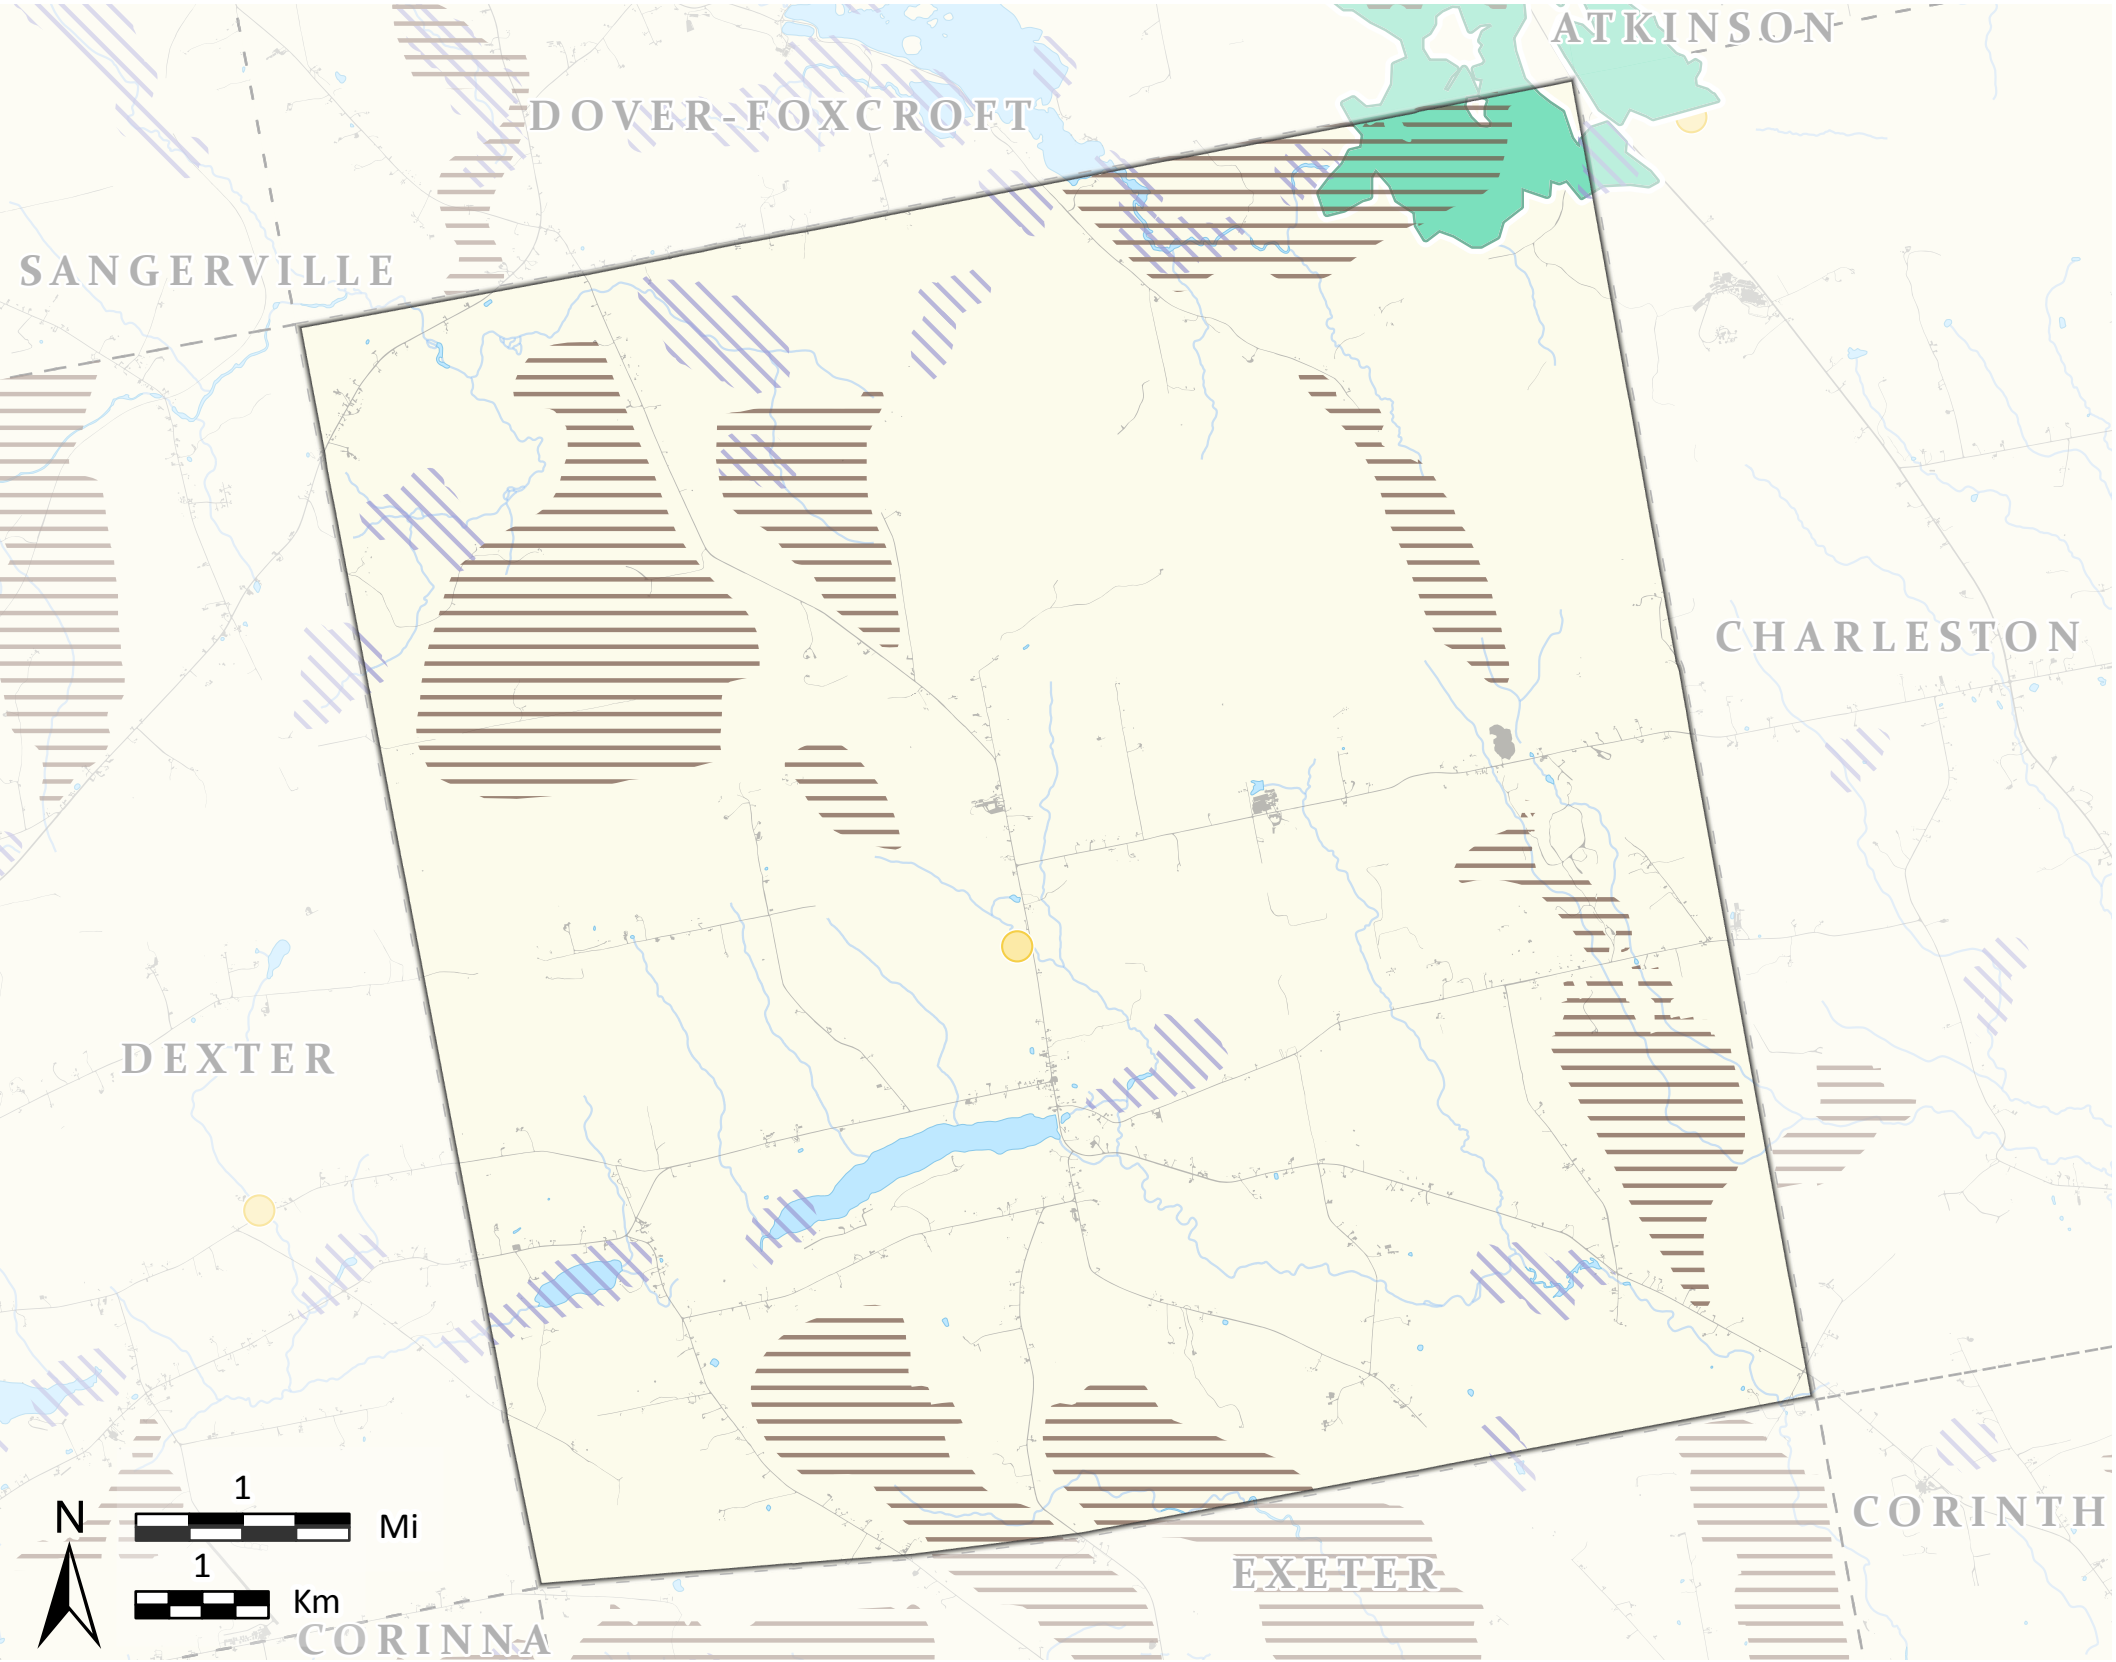 ATKINSON
DOVER-FOXCROFT
SANGERVILLE
CHARLESTON
DEXTER
1
N
Mi
1
Km
CORINTH
EXETER
CORINNA